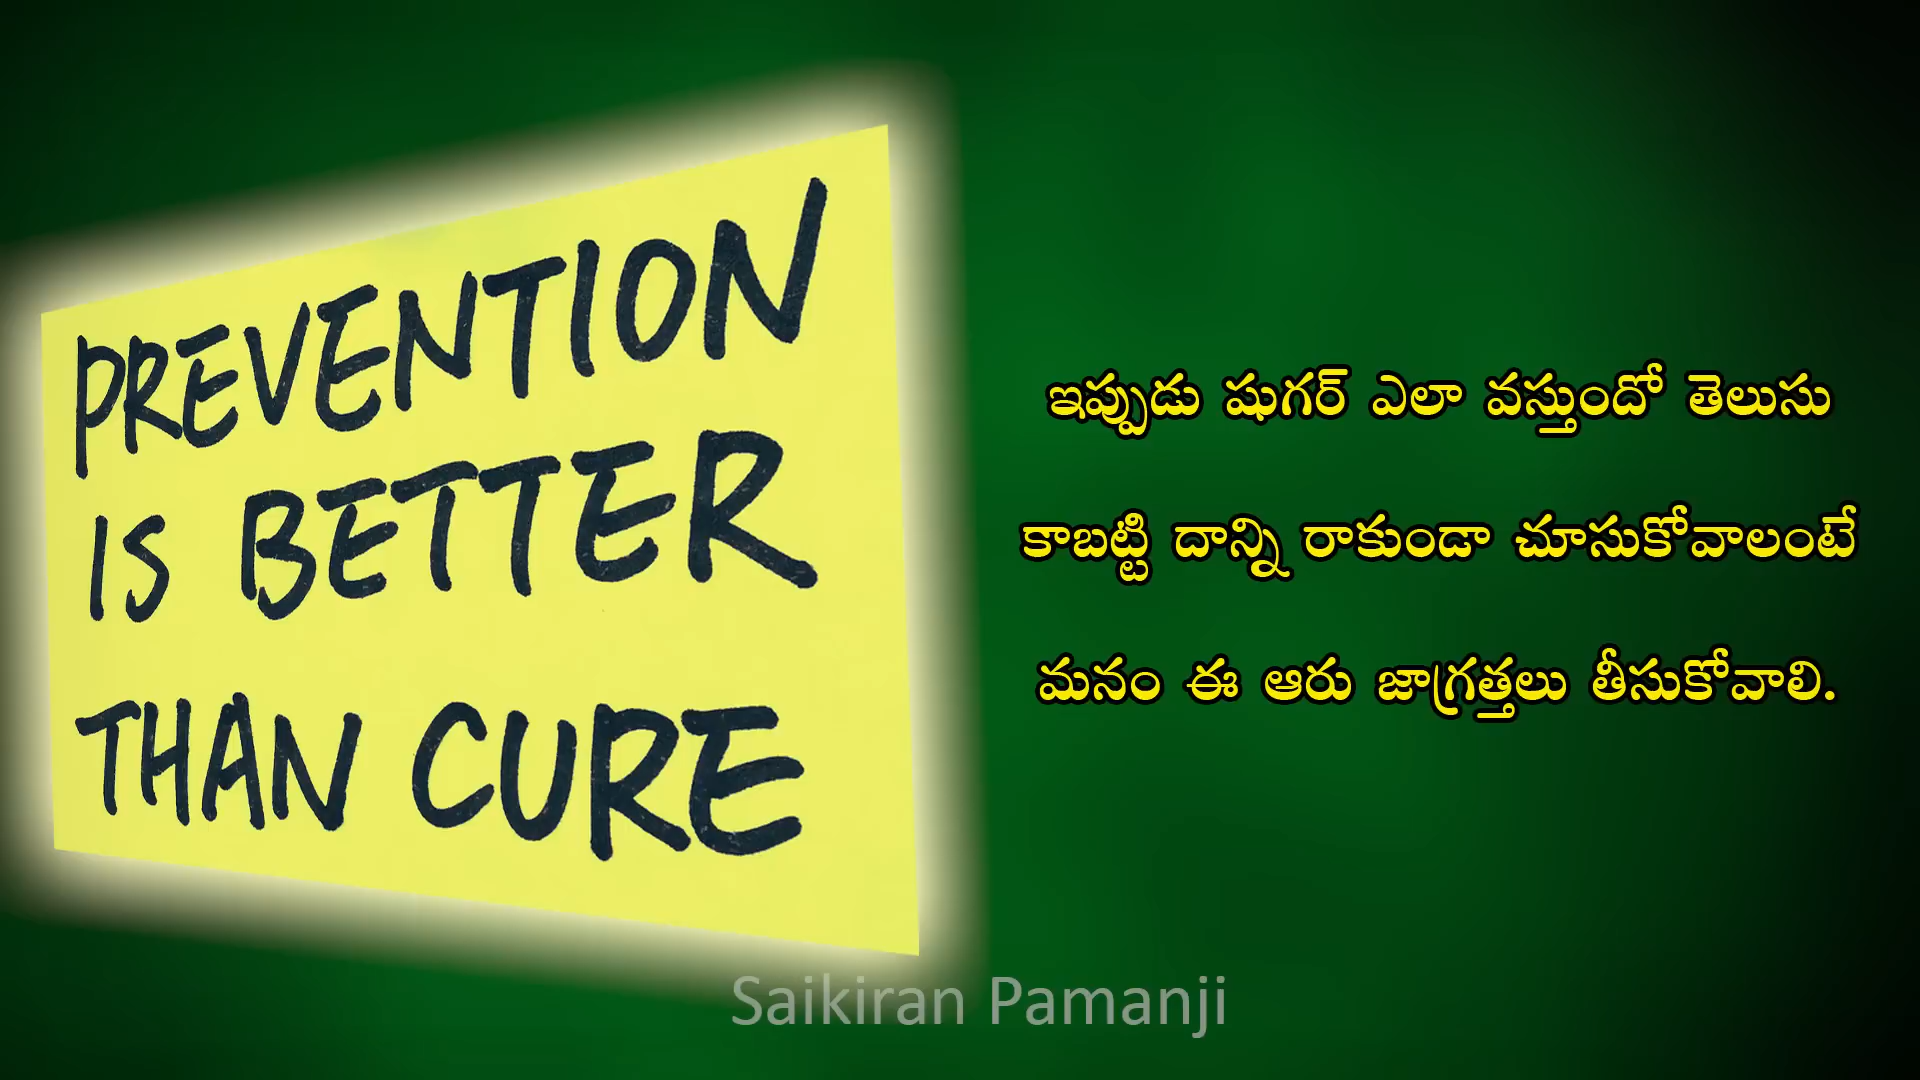 PREVENTION
IS BETTER
THAN CURE
ఇప్పుడు షుగర్ ఎలా వస్తుందో తెలుసు
కాబట్టి దాన్ని రాకుండా చూసుకోవాలంటే
మనం ఈ ఆరు జాగ్రత్తలు తీసుకోవాలి.
Saikiran Pamanji